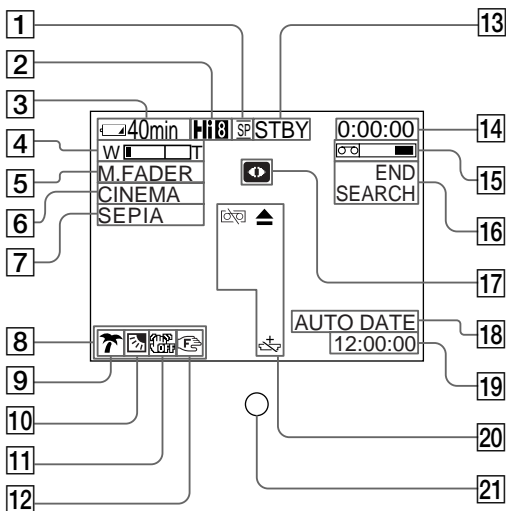 1
2
3
4
5
6
7
8
9
10
11
12
13
14
15
16
17
18
19
20
21
40min Hi8 SP STBY 0:00:00
W T
M.FADER
CINEMA
SEPIA
END
SEARCH
OFF F
AUTO DATE
12:00:00